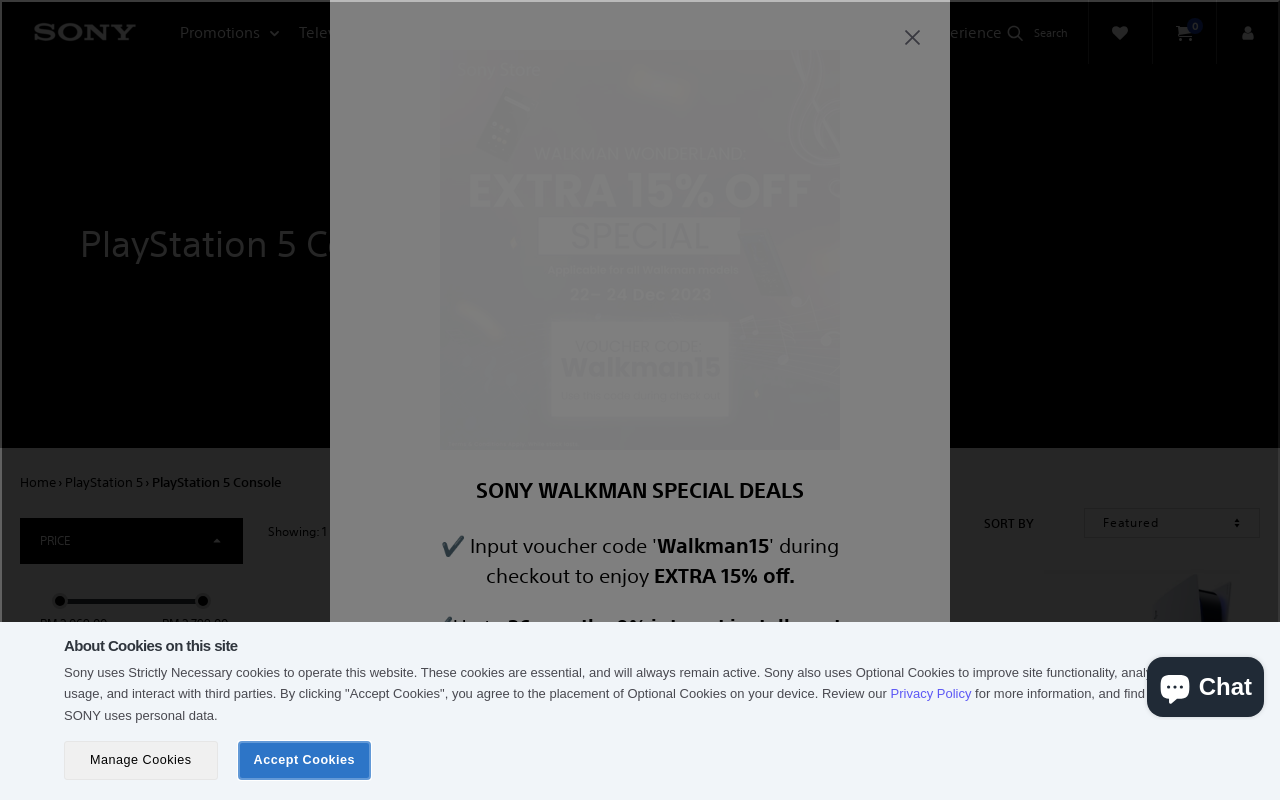 SONY
Promotions
erience
Search
0
PlayStation 5 C
WALKMAN WONDERLAND
EXTRA 15% OFF
SPECIAL
22 - 24 Dec 2023
VOUCHER CODE:
Walkman15
SONY WALKMAN SPECIAL DEALS
✔️ Input voucher code 'Walkman15' during
checkout to enjoy EXTRA 15% off.
Home › PlayStation 5 › PlayStation 5 Console
PRICE
Showing: 1
SORT BY
Featured
About Cookies on this site
Sony uses Strictly Necessary cookies to operate this website. These cookies are essential, and will always remain active. Sony also uses Optional Cookies to improve site functionality,
usage, and interact with third parties. By clicking "Accept Cookies", you agree to the placement of Optional Cookies on your device. Review our Privacy Policy for more information, and find
SONY uses personal data.
Manage Cookies
Accept Cookies
Chat